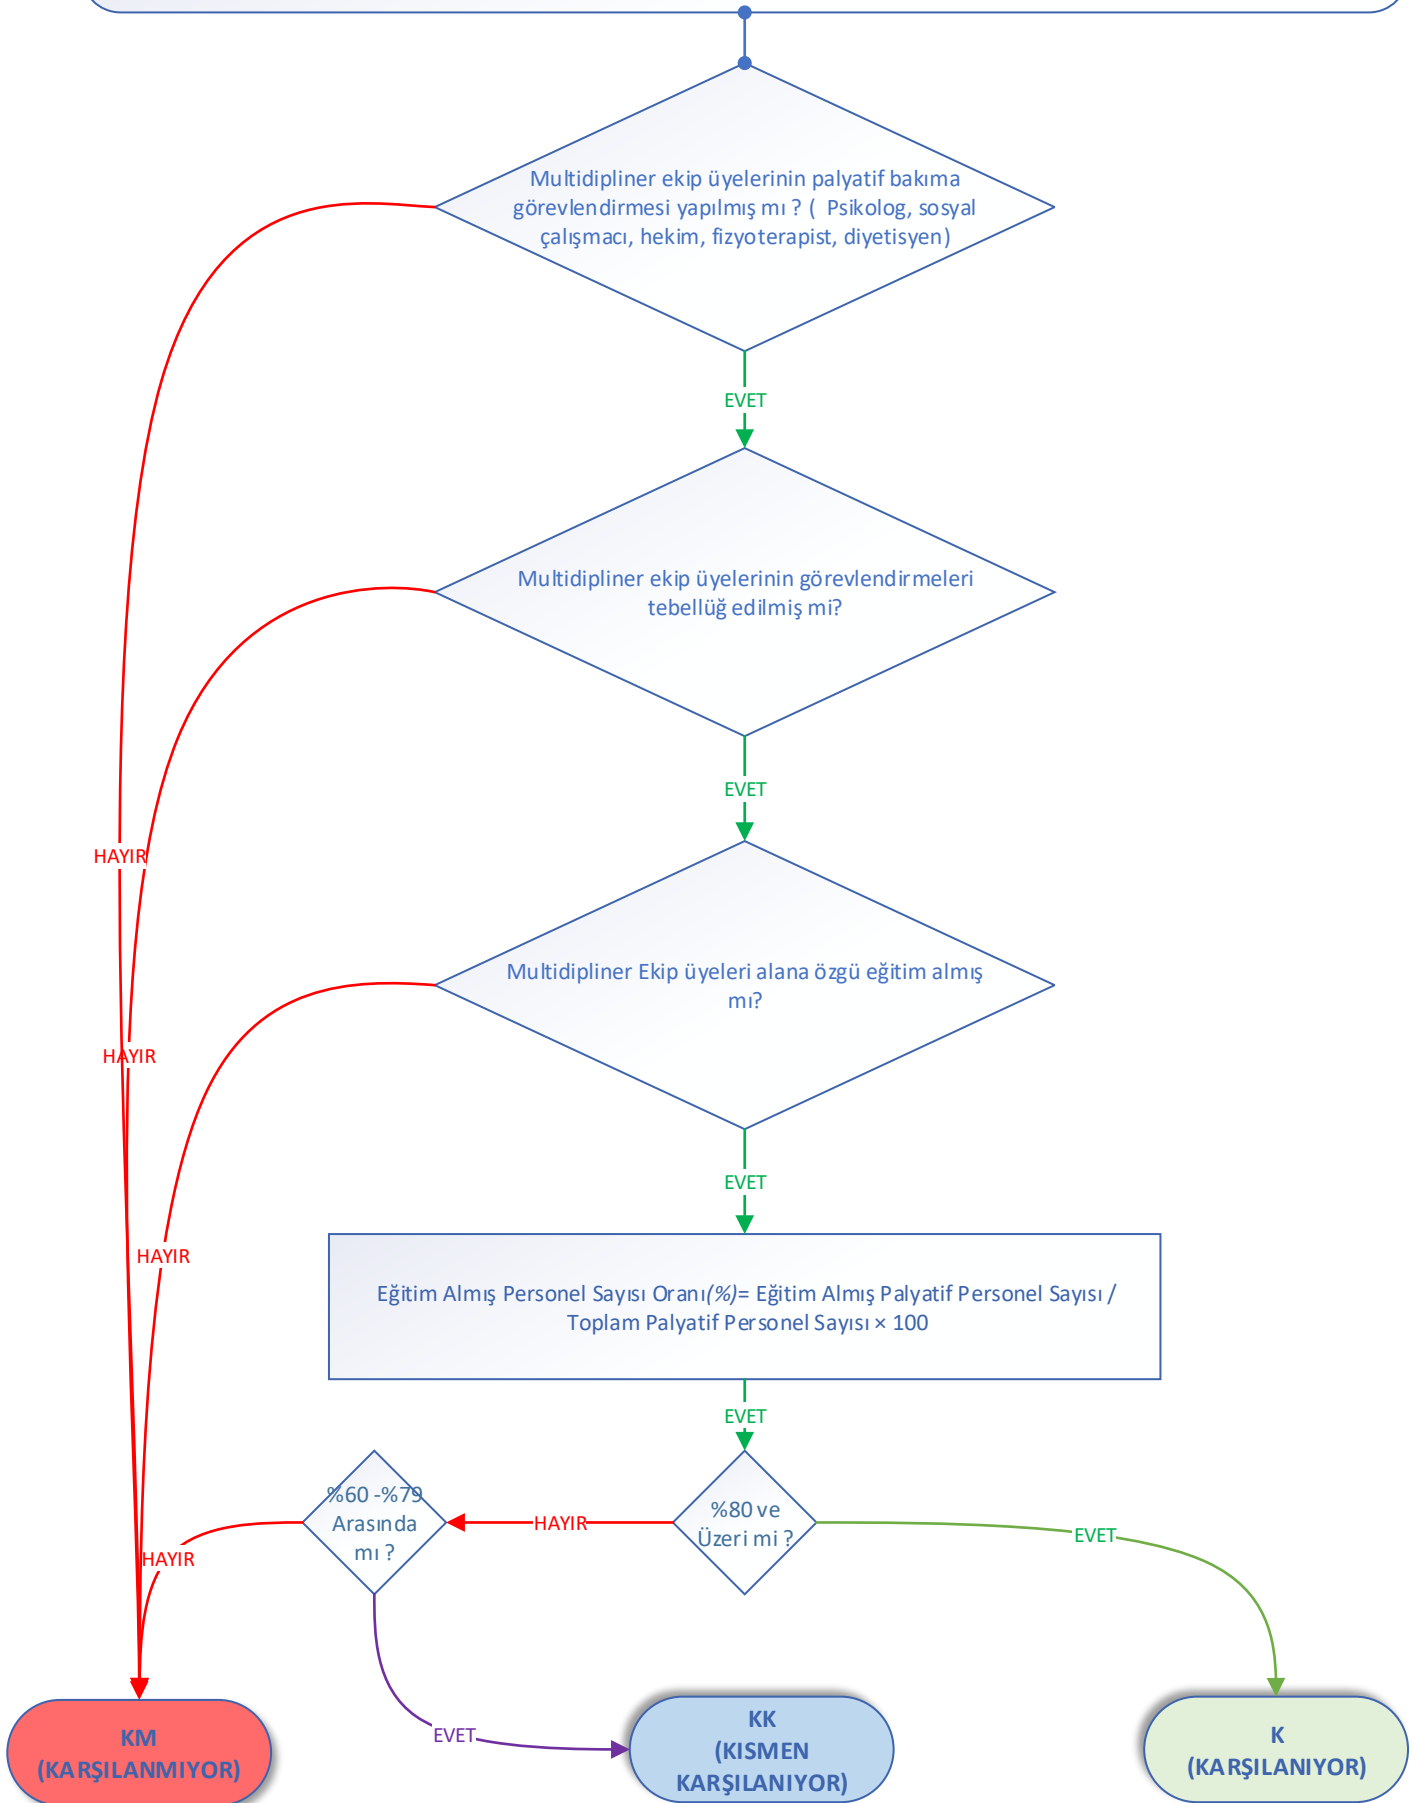 Multidipliner ekip üyelerinin palyatif bakıma
görevlendirmesi yapılmış mı ? ( Psikolog, sosyal
çalışmacı, hekim, fizyoterapist, diyetisyen)
EVET
Multidipliner ekip üyelerinin görevlendirmeleri
tebellüğ edilmiş mi?
EVET
HAYIR
Multidipliner Ekip üyeleri alana özgü eğitim almış
mı?
HAYIR
EVET
HAYIR
Eğitim Almış Personel Sayısı Oranı(%)= Eğitim Almış Palyatif Personel Sayısı /
Toplam Palyatif Personel Sayısı × 100
EVET
%60 -%79
Arasında
mı ?
HAYIR
%80 ve
Üzeri mi ?
EVET
HAYIR
EVET
KM
(KARŞILANMIYOR)
KK
(KISMEN
KARŞILANIYOR)
K
(KARŞILANIYOR)